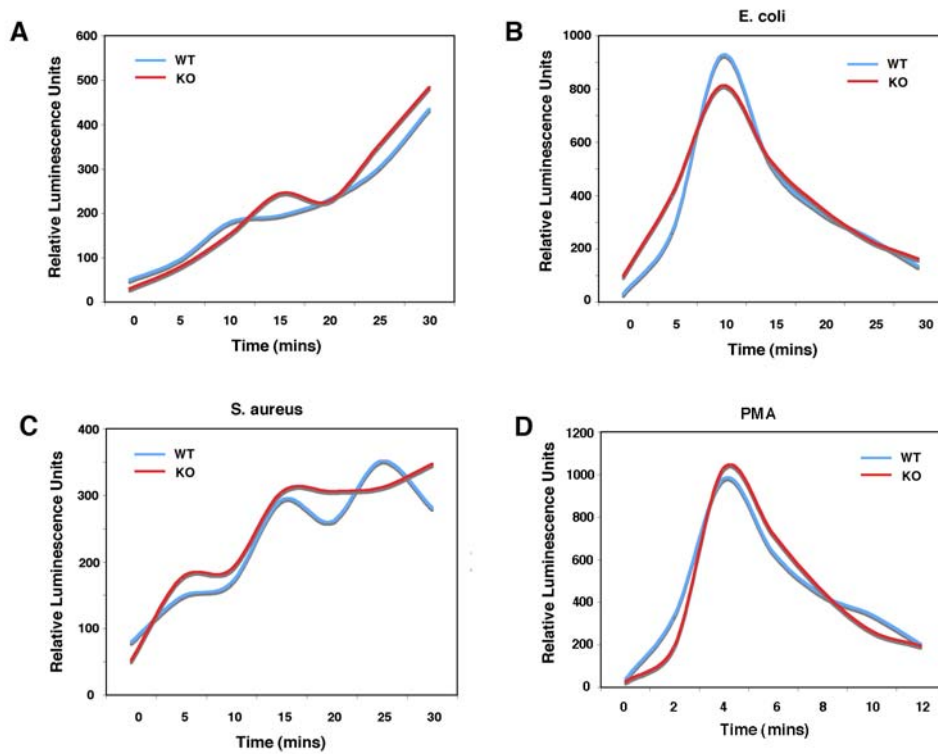 A
Relative Luminescence Units
600
500
400
300
200
100
0
WT
KO
0 5 10 15 20 25 30
Time (mins)
B
E. coli
Relative Luminescence Units
1000
800
600
400
200
0
WT
KO
0 5 10 15 20 25 30
Time (mins)
C
S. aureus
Relative Luminescence Units
400
300
200
100
0
WT
KO
0 5 10 15 20 25 30
Time (mins)
D
PMA
Relative Luminescence Units
1200
1000
800
600
400
200
0
WT
KO
0 2 4 6 8 10 12
Time (mins)